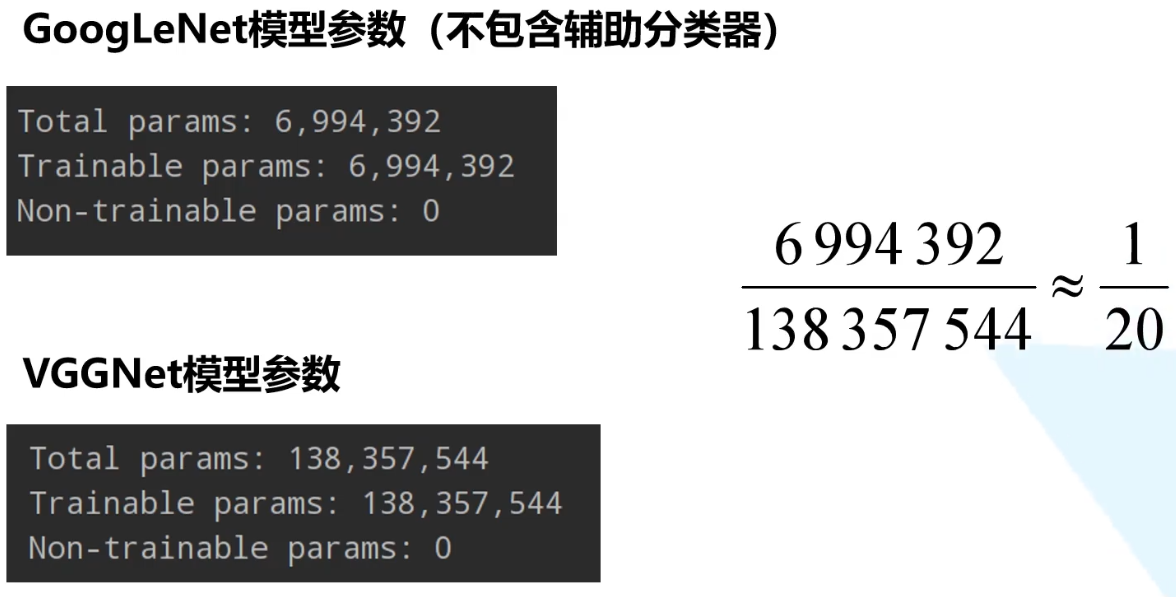 GoogLeNet模型参数（不包含辅助分类器）
Total params: 6,994,392
Trainable params: 6,994,392
Non-trainable params: 0
6 994 392
138 357 544
≈
1
20
VGGNet模型参数
Total params: 138,357,544
Trainable params: 138,357,544
Non-trainable params: 0